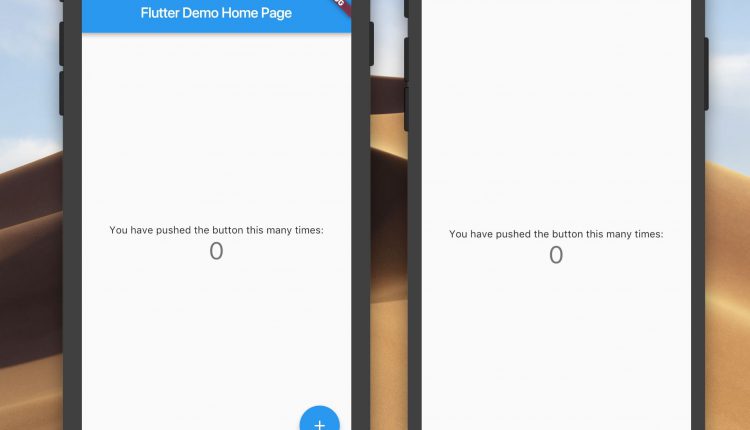 Flutter Demo Home Page
You have pushed the button this many times:
0
You have pushed the button this many times:
0
+